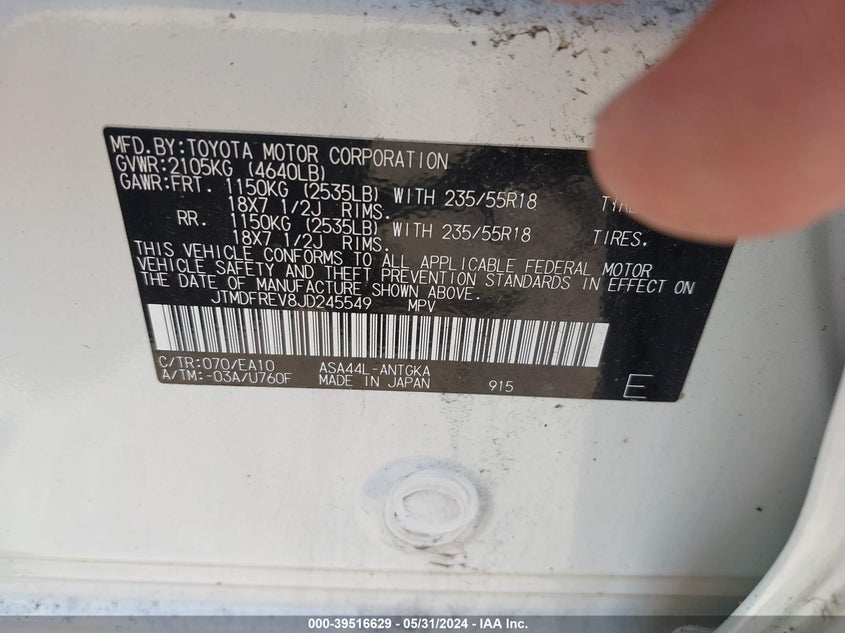 MFD.BY:TOYOTA MOTOR CORPORATION
GVWR:2105KG (4640LB)
GAWR:FRT. 1150KG (2535LB) WITH 235/55R18
18X7 1/2J RIMS.
RR. 1150KG (2535LB) WITH 235/55R18 TIRES.
18X7 1/2J RIMS.
THIS VEHICLE CONFORMS TO ALL APPLICABLE FEDERAL MOTOR
VEHICLE SAFETY AND THEFT PREVENTION STANDARDS IN EFFECT ON
THE DATE OF MANUFACTURE SHOWN ABOVE.
JTMDFREV8JD245549 MPV
C/TR:070/EA10 ASA44L-ANTGKA
A/TM:-03A/U760F MADE IN JAPAN 915 E
000-39516629 - 05/31/2024 - IAA Inc.